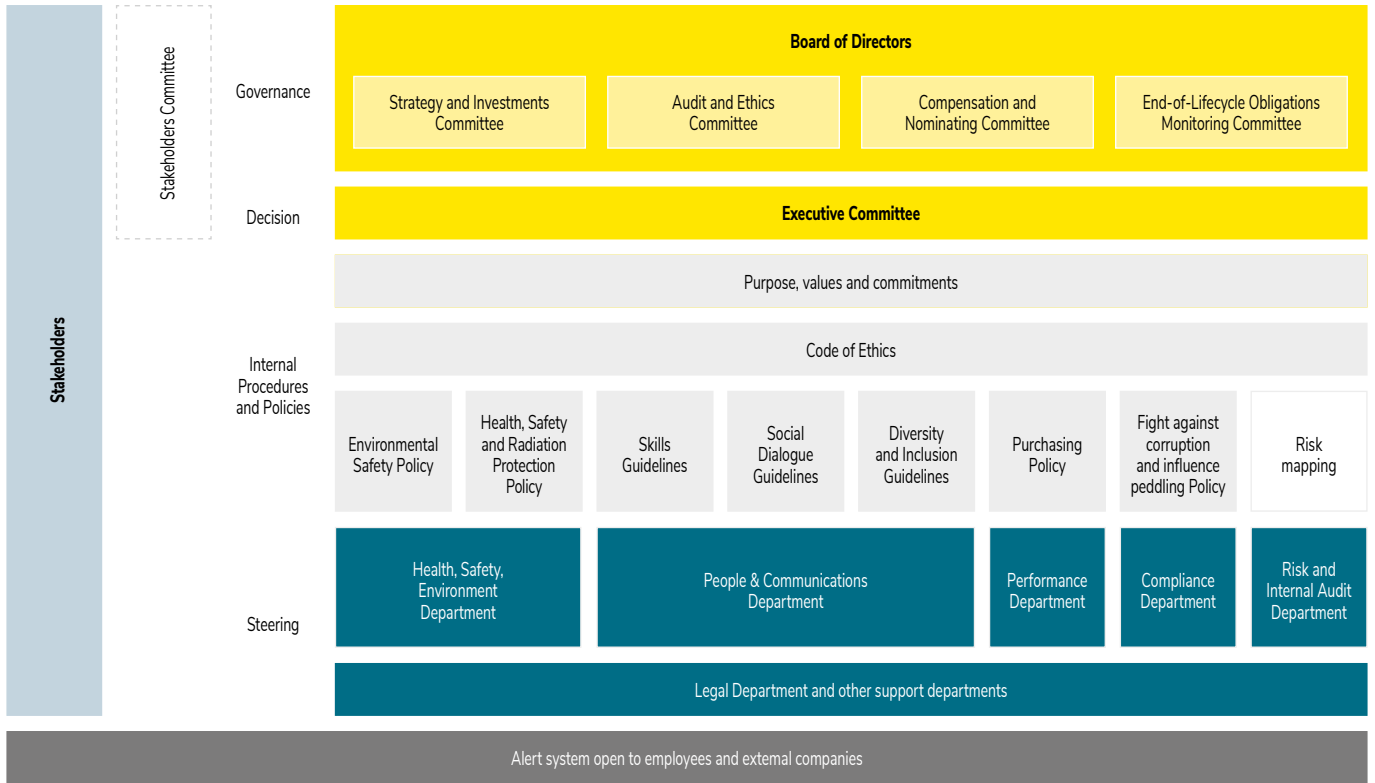 Stakeholders
Stakeholders Committee
Governance
Board of Directors
Strategy and Investments
Committee
Audit and Ethics
Committee
Compensation and
Nominating Committee
End-of-Lifecycle Obligations
Monitoring Committee
Decision
Executive Committee
Internal
Procedures
and Policies
Purpose, values and commitments
Code of Ethics
Environmental
Safety Policy
Health, Safety
and Radiation
Protection
Policy
Skills
Guidelines
Social
Dialogue
Guidelines
Diversity
and Inclusion
Guidelines
Purchasing
Policy
Fight against
corruption
and influence
peddling Policy
Risk
mapping
Steering
Health, Safety,
Environment
Department
People & Communications
Department
Performance
Department
Compliance
Department
Risk and
Internal Audit
Department
Legal Department and other support departments
Alert system open to employees and external companies